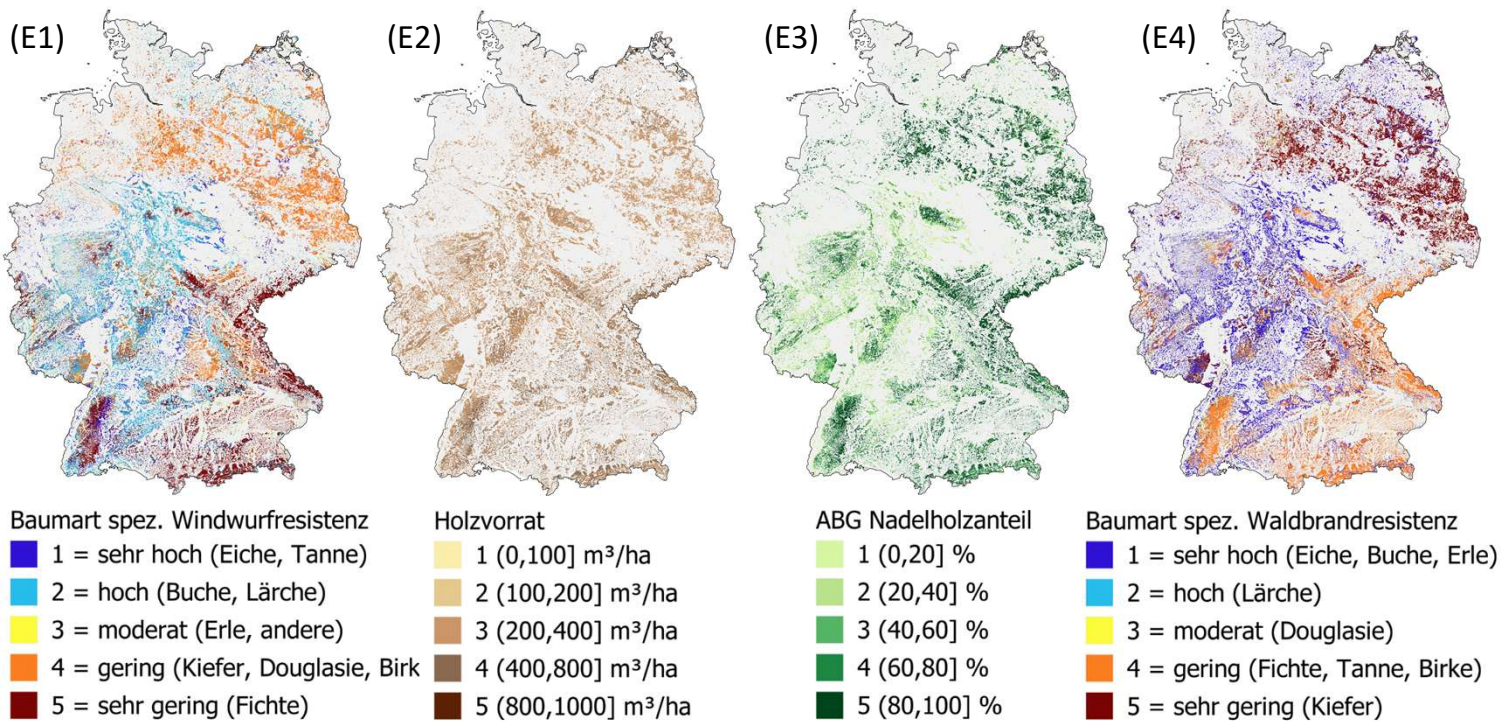 (E1)
(E2)
(E3)
(E4)
Baumart spez. Windwurfresistenz
1 = sehr hoch (Eiche, Tanne)
2 = hoch (Buche, Lärche)
3 = moderat (Erle, andere)
4 = gering (Kiefer, Douglasie, Birk
5 = sehr gering (Fichte)
Holzvorrat
1 (0,100] m³/ha
2 (100,200] m³/ha
3 (200,400] m³/ha
4 (400,800] m³/ha
5 (800,1000] m³/ha
ABG Nadelholzanteil
1 (0,20] %
2 (20,40] %
3 (40,60] %
4 (60,80] %
5 (80,100] %
Baumart spez. Waldbrandresistenz
1 = sehr hoch (Eiche, Buche, Erle)
2 = hoch (Lärche)
3 = moderat (Douglasie)
4 = gering (Fichte, Tanne, Birke)
5 = sehr gering (Kiefer)